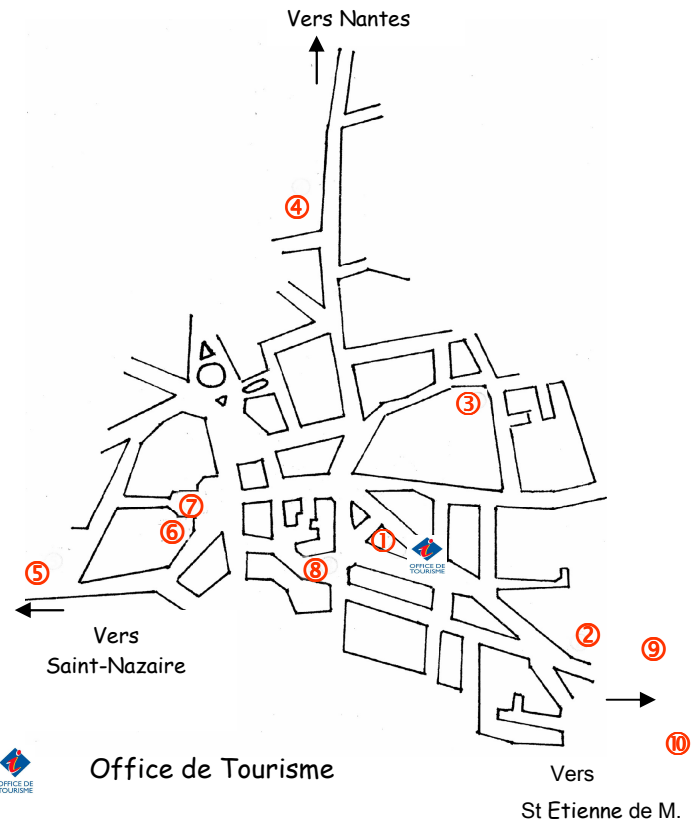 Vers Nantes
④
③
⑦
⑥
①
OFFICE DE
TOURISME
⑧
⑤
Vers
Saint-Nazaire
②
⑨
⑩
OFFICE DE
TOURISME
Office de Tourisme
Vers
St Etienne de M.